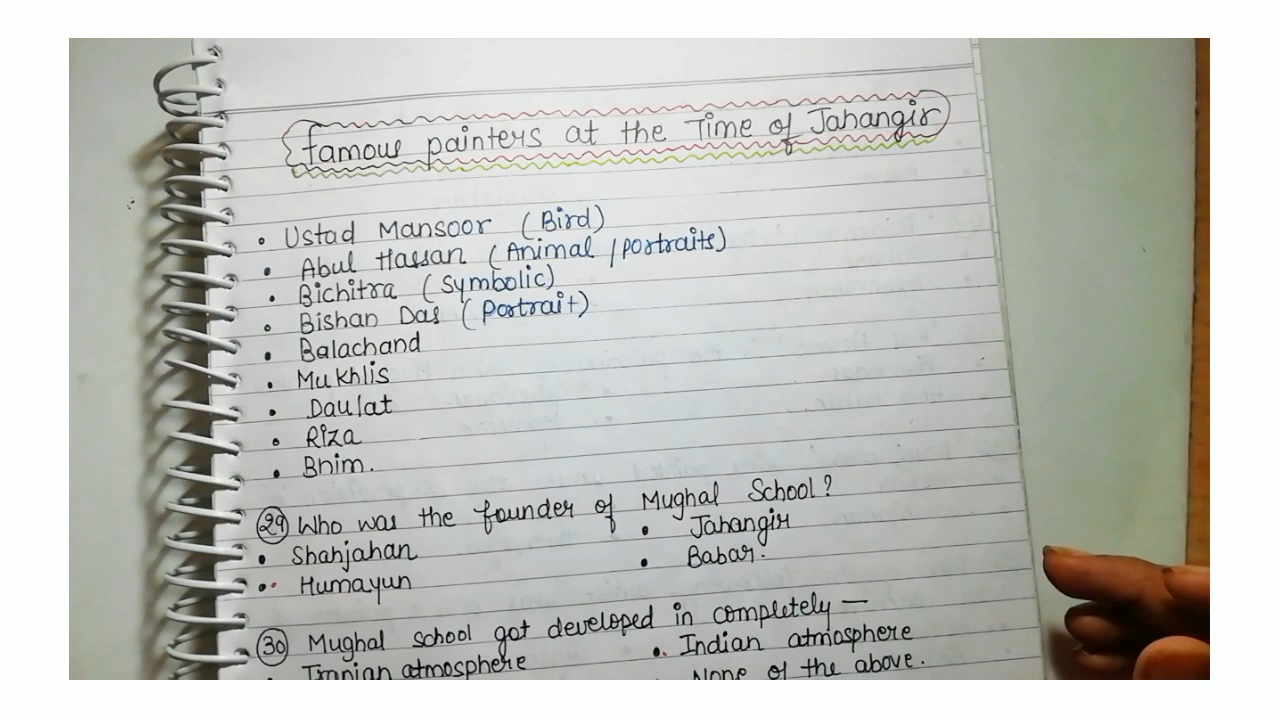 Famous painters at the Time of Jahangir
• Ustad Mansoor (Bird)
• Abul Hassan (Animal / portraits)
• Bichitra (Symbolic)
• Bishan Das (Portrait)
• Balachand
• Mukhlis
• Daulat
• Riza
• Bhim.
29 Who was the founder of Mughal School?
• Shahjahan • Jahangir
• Humayun • Babar.
30 Mughal school got developed in completely —
• Iranian atmosphere • Indian atmosphere
None of the above.